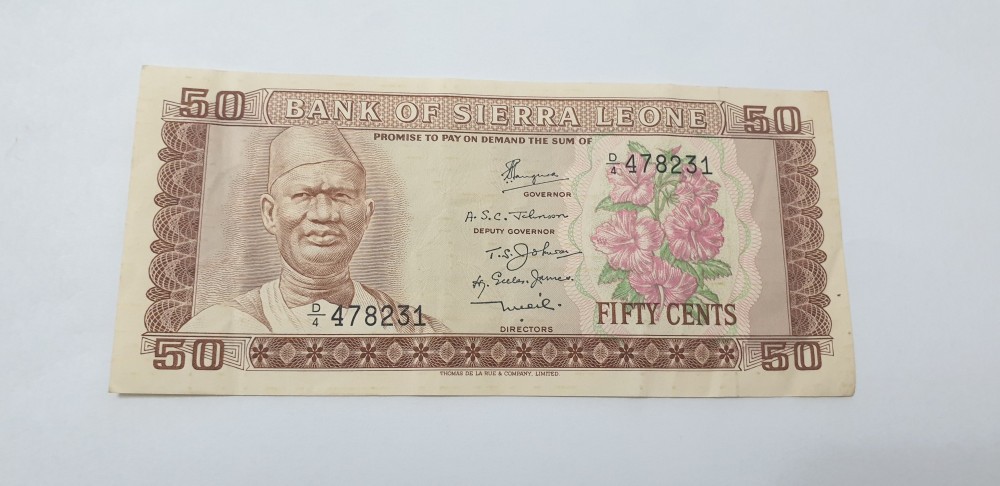 50 BANK OF SIERRA LEONE 50
PROMISE TO PAY ON DEMAND THE SUM OF
D/4 478231
GOVERNOR
A. S. C. Johnson
DEPUTY GOVERNOR
T. S. Johnson
D/4 478231
FIFTY CENTS
DIRECTORS
50 50
THOMAS DE LA RUE & COMPANY, LIMITED